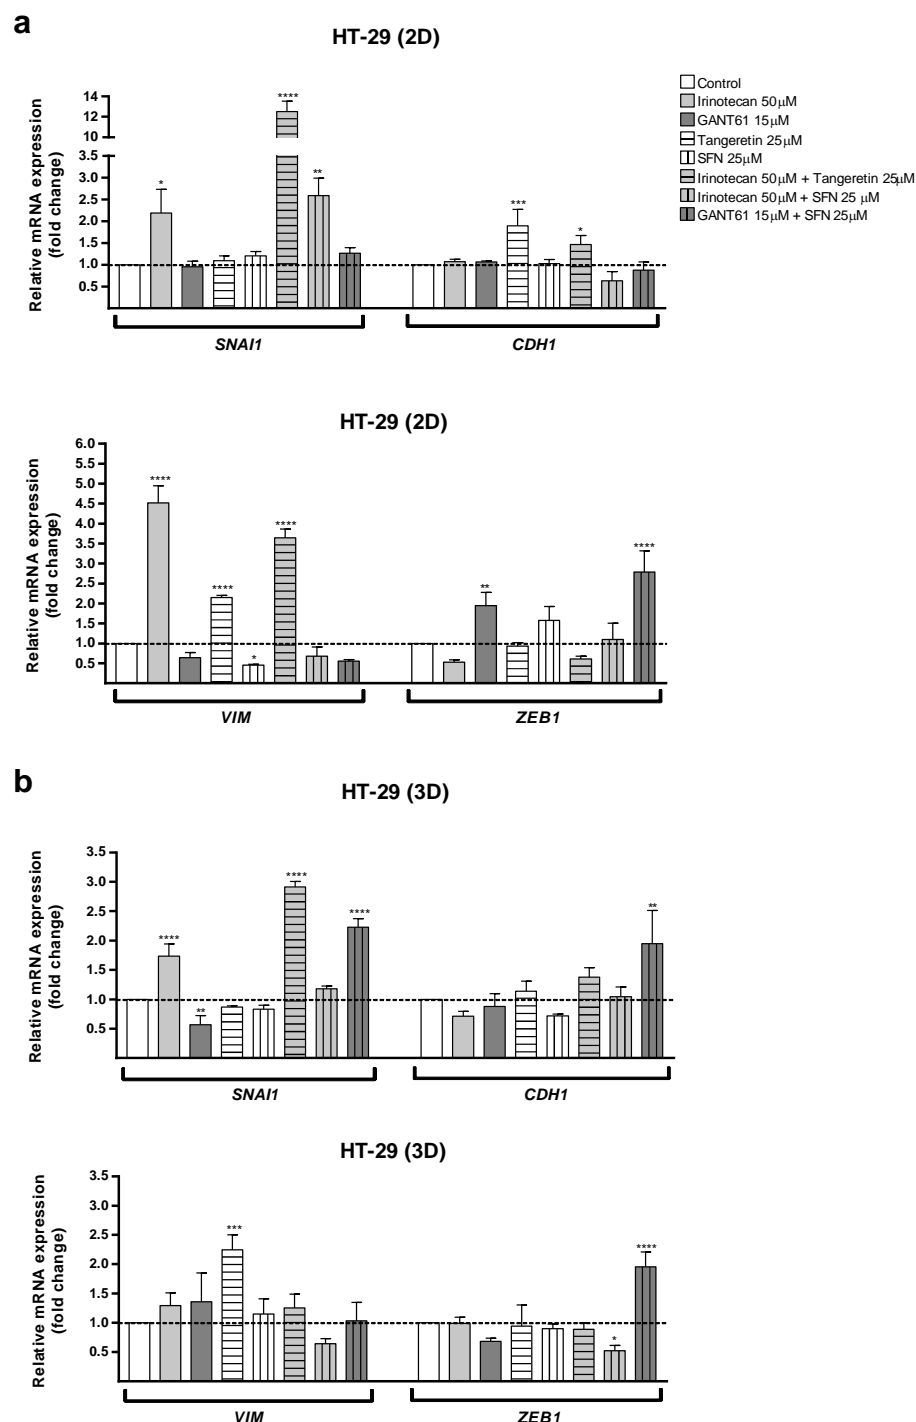 a
HT-29 (2D)
Relative mRNA expression
(fold change)
14
12
10
3.5
3.0
2.5
2.0
1.5
1.0
0.5
*
****
**
***
*
SNAI1
CDH1
Control
Irinotecan 50µM
GANT61 15µM
Tangeretin 25µM
SFN 25µM
Irinotecan 50µM + Tangeretin 25µM
Irinotecan 50µM + SFN 25 µM
GANT61 15µM + SFN 25µM
HT-29 (2D)
Relative mRNA expression
(fold change)
6.0
5.5
5.0
4.5
4.0
3.5
3.0
2.5
2.0
1.5
1.0
0.5
****
****
*
****
**
****
VIM
ZEB1
b
HT-29 (3D)
Relative mRNA expression
(fold change)
3.5
3.0
2.5
2.0
1.5
1.0
0.5
****
**
****
****
**
SNAI1
CDH1
HT-29 (3D)
Relative mRNA expression
(fold change)
3.5
3.0
2.5
2.0
1.5
1.0
0.5
***
*
****
VIM
ZEB1